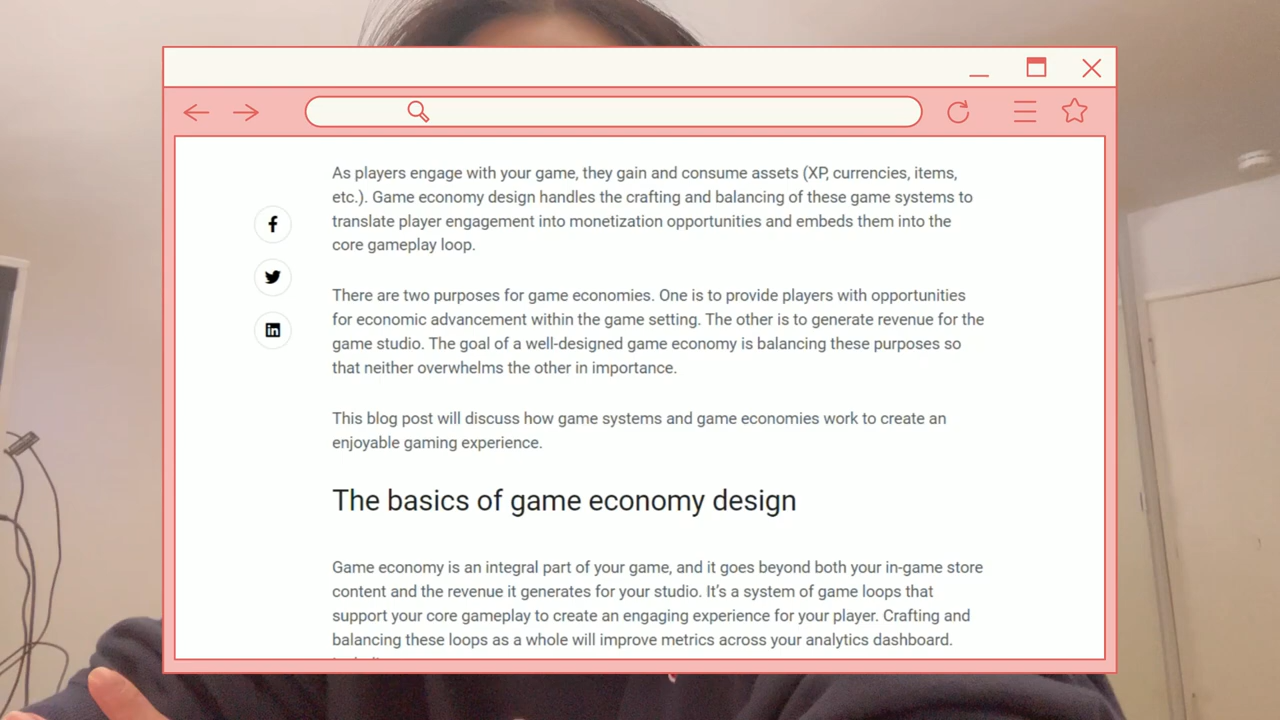 As players engage with your game, they gain and consume assets (XP, currencies, items,
etc.). Game economy design handles the crafting and balancing of these game systems to
translate player engagement into monetization opportunities and embeds them into the
core gameplay loop.
There are two purposes for game economies. One is to provide players with opportunities
for economic advancement within the game setting. The other is to generate revenue for the
game studio. The goal of a well-designed game economy is balancing these purposes so
that neither overwhelms the other in importance.
This blog post will discuss how game systems and game economies work to create an
enjoyable gaming experience.
The basics of game economy design
Game economy is an integral part of your game, and it goes beyond both your in-game store
content and the revenue it generates for your studio. It’s a system of game loops that
support your core gameplay to create an engaging experience for your player. Crafting and
balancing these loops as a whole will improve metrics across your analytics dashboard.